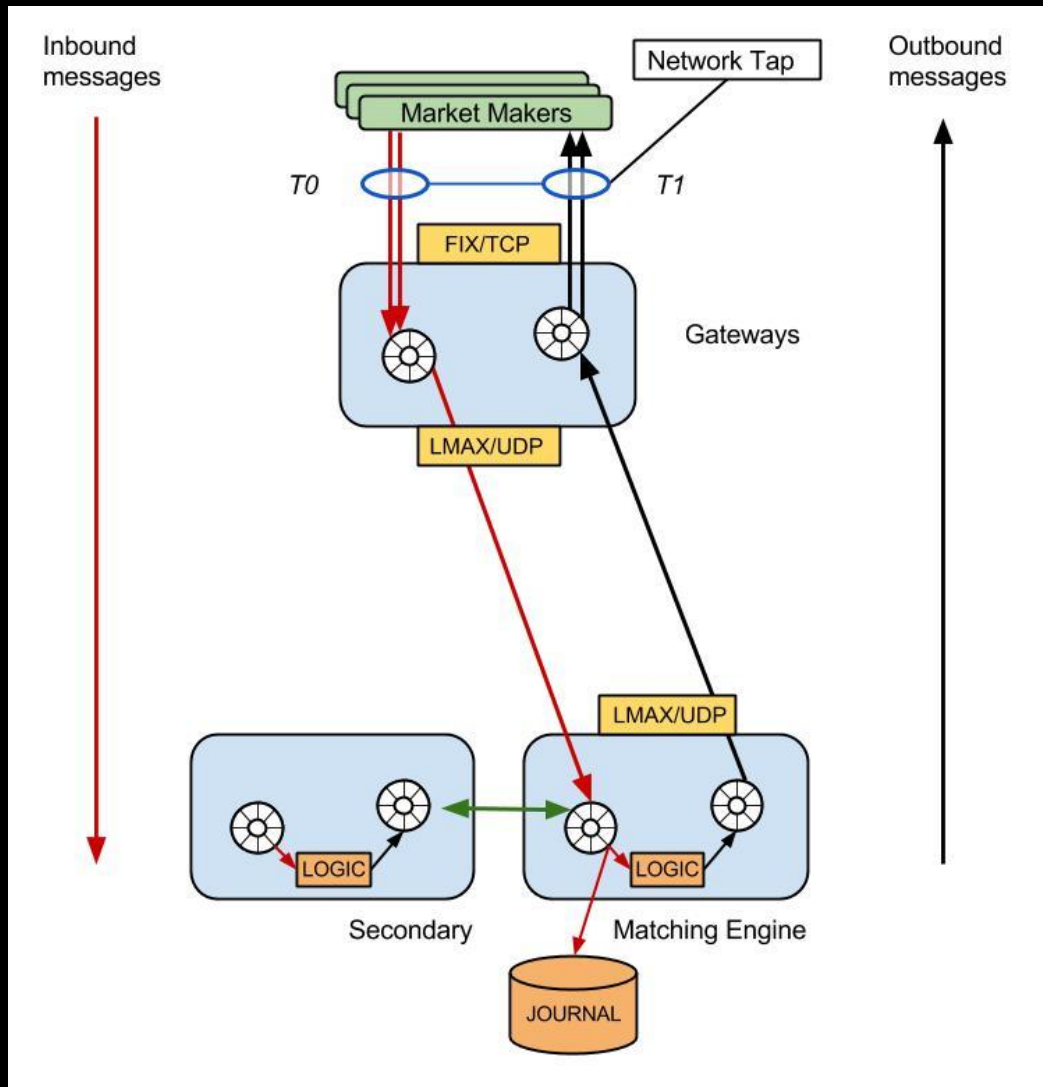 Inbound
messages
Network Tap
Outbound
messages
Market Makers
T0
T1
FIX/TCP
Gateways
LMAX/UDP
LMAX/UDP
LOGIC
LOGIC
Secondary
Matching Engine
JOURNAL